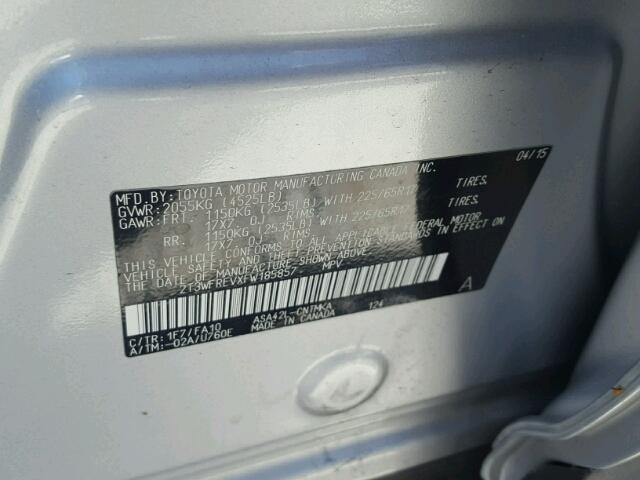 MFD. BY: TOYOTA MOTOR MANUFACTURING CANADA INC. 04/15
GVWR: 2055KG (4525LB)
GAWR: FRT. 1150KG (2535LB) WITH 225/65R17 TIRES.
17X7.0J RIMS
RR. 1150KG (2535LB) WITH 225/65R17 TIRES.
17X7.0J RIMS
THIS VEHICLE CONFORMS TO ALL APPLICABLE FEDERAL MOTOR
VEHICLE SAFETY AND THEFT PREVENTION STANDARDS IN EFFECT ON
THE DATE OF MANUFACTURE SHOWN ABOVE.
2T3WFREVXFW185857 MPV
A
C/TR: 1F7/FA10 ASA42L-CNTMKA 124
A/TM: -02A/U760E MADE IN CANADA